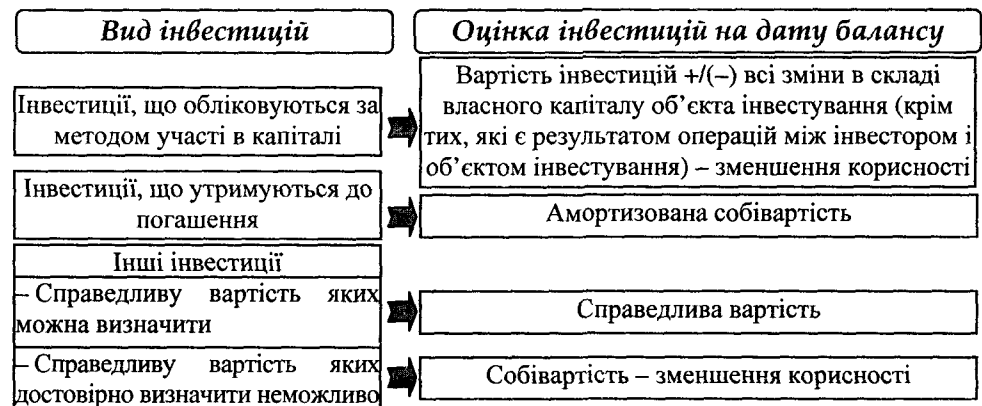 Вид інвестицій
Оцінка інвестицій на дату балансу
Інвестиції, що обліковуються за
методом участі в капіталі
Вартість інвестицій +/(–) всі зміни в складі
власного капіталу об’єкта інвестування (крім
тих, які є результатом операцій між інвестором і
об’єктом інвестування) – зменшення корисності
Інвестиції, що утримуються до
погашення
Амортизована собівартість
Інші інвестиції
– Справедливу вартість яких
можна визначити
Справедлива вартість
– Справедливу вартість яких
достовірно визначити неможливо
Собівартість – зменшення корисності